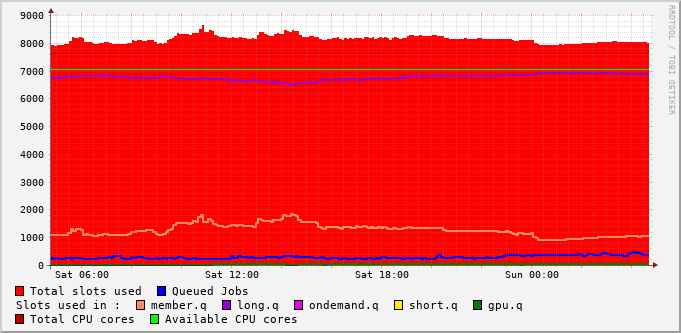 9000
8000
7000
6000
5000
4000
3000
2000
1000
0
Sat 06:00 Sat 12:00 Sat 18:00 Sun 00:00
RRDTOOL / TOBI OETIKER
Total slots used Queued Jobs
Slots used in : member.q long.q ondemand.q short.q gpu.q
Total CPU cores Available CPU cores